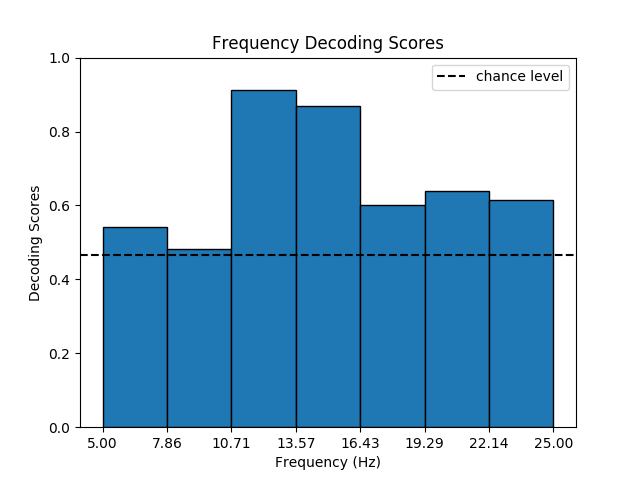 Frequency Decoding Scores
chance level
1.0
0.8
0.6
0.4
0.2
0.0
Decoding Scores
5.00 7.86 10.71 13.57 16.43 19.29 22.14 25.00
Frequency (Hz)